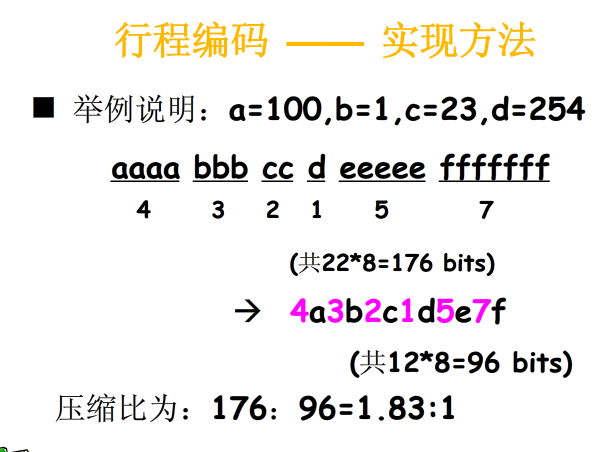 行程编码 —— 实现方法
■ 举例说明：a=100,b=1,c=23,d=254
aaaa bbb cc d eeeee fffffff
4 3 2 1 5 7
(共22*8=176 bits)
→ 4a3b2c1d5e7f
(共12*8=96 bits)
压缩比为：176：96=1.83:1